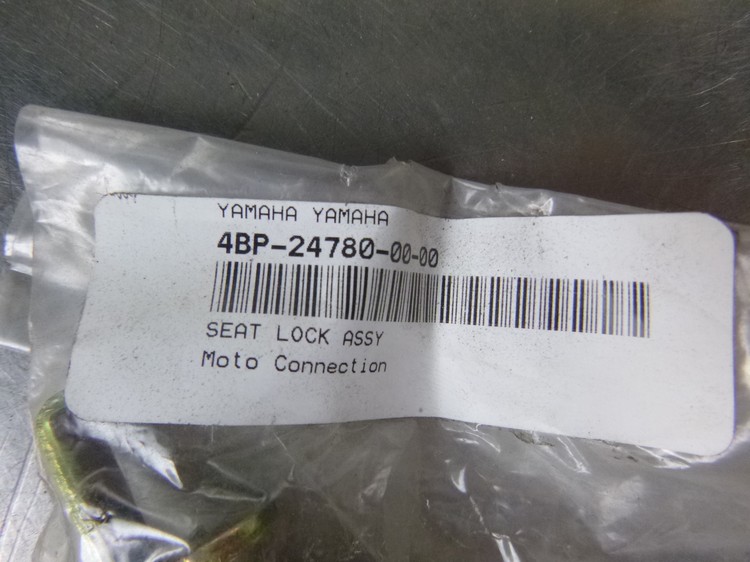 YAMAHA YAMAHA
4BP-24780-00-00
SEAT LOCK ASSY
Moto Connection